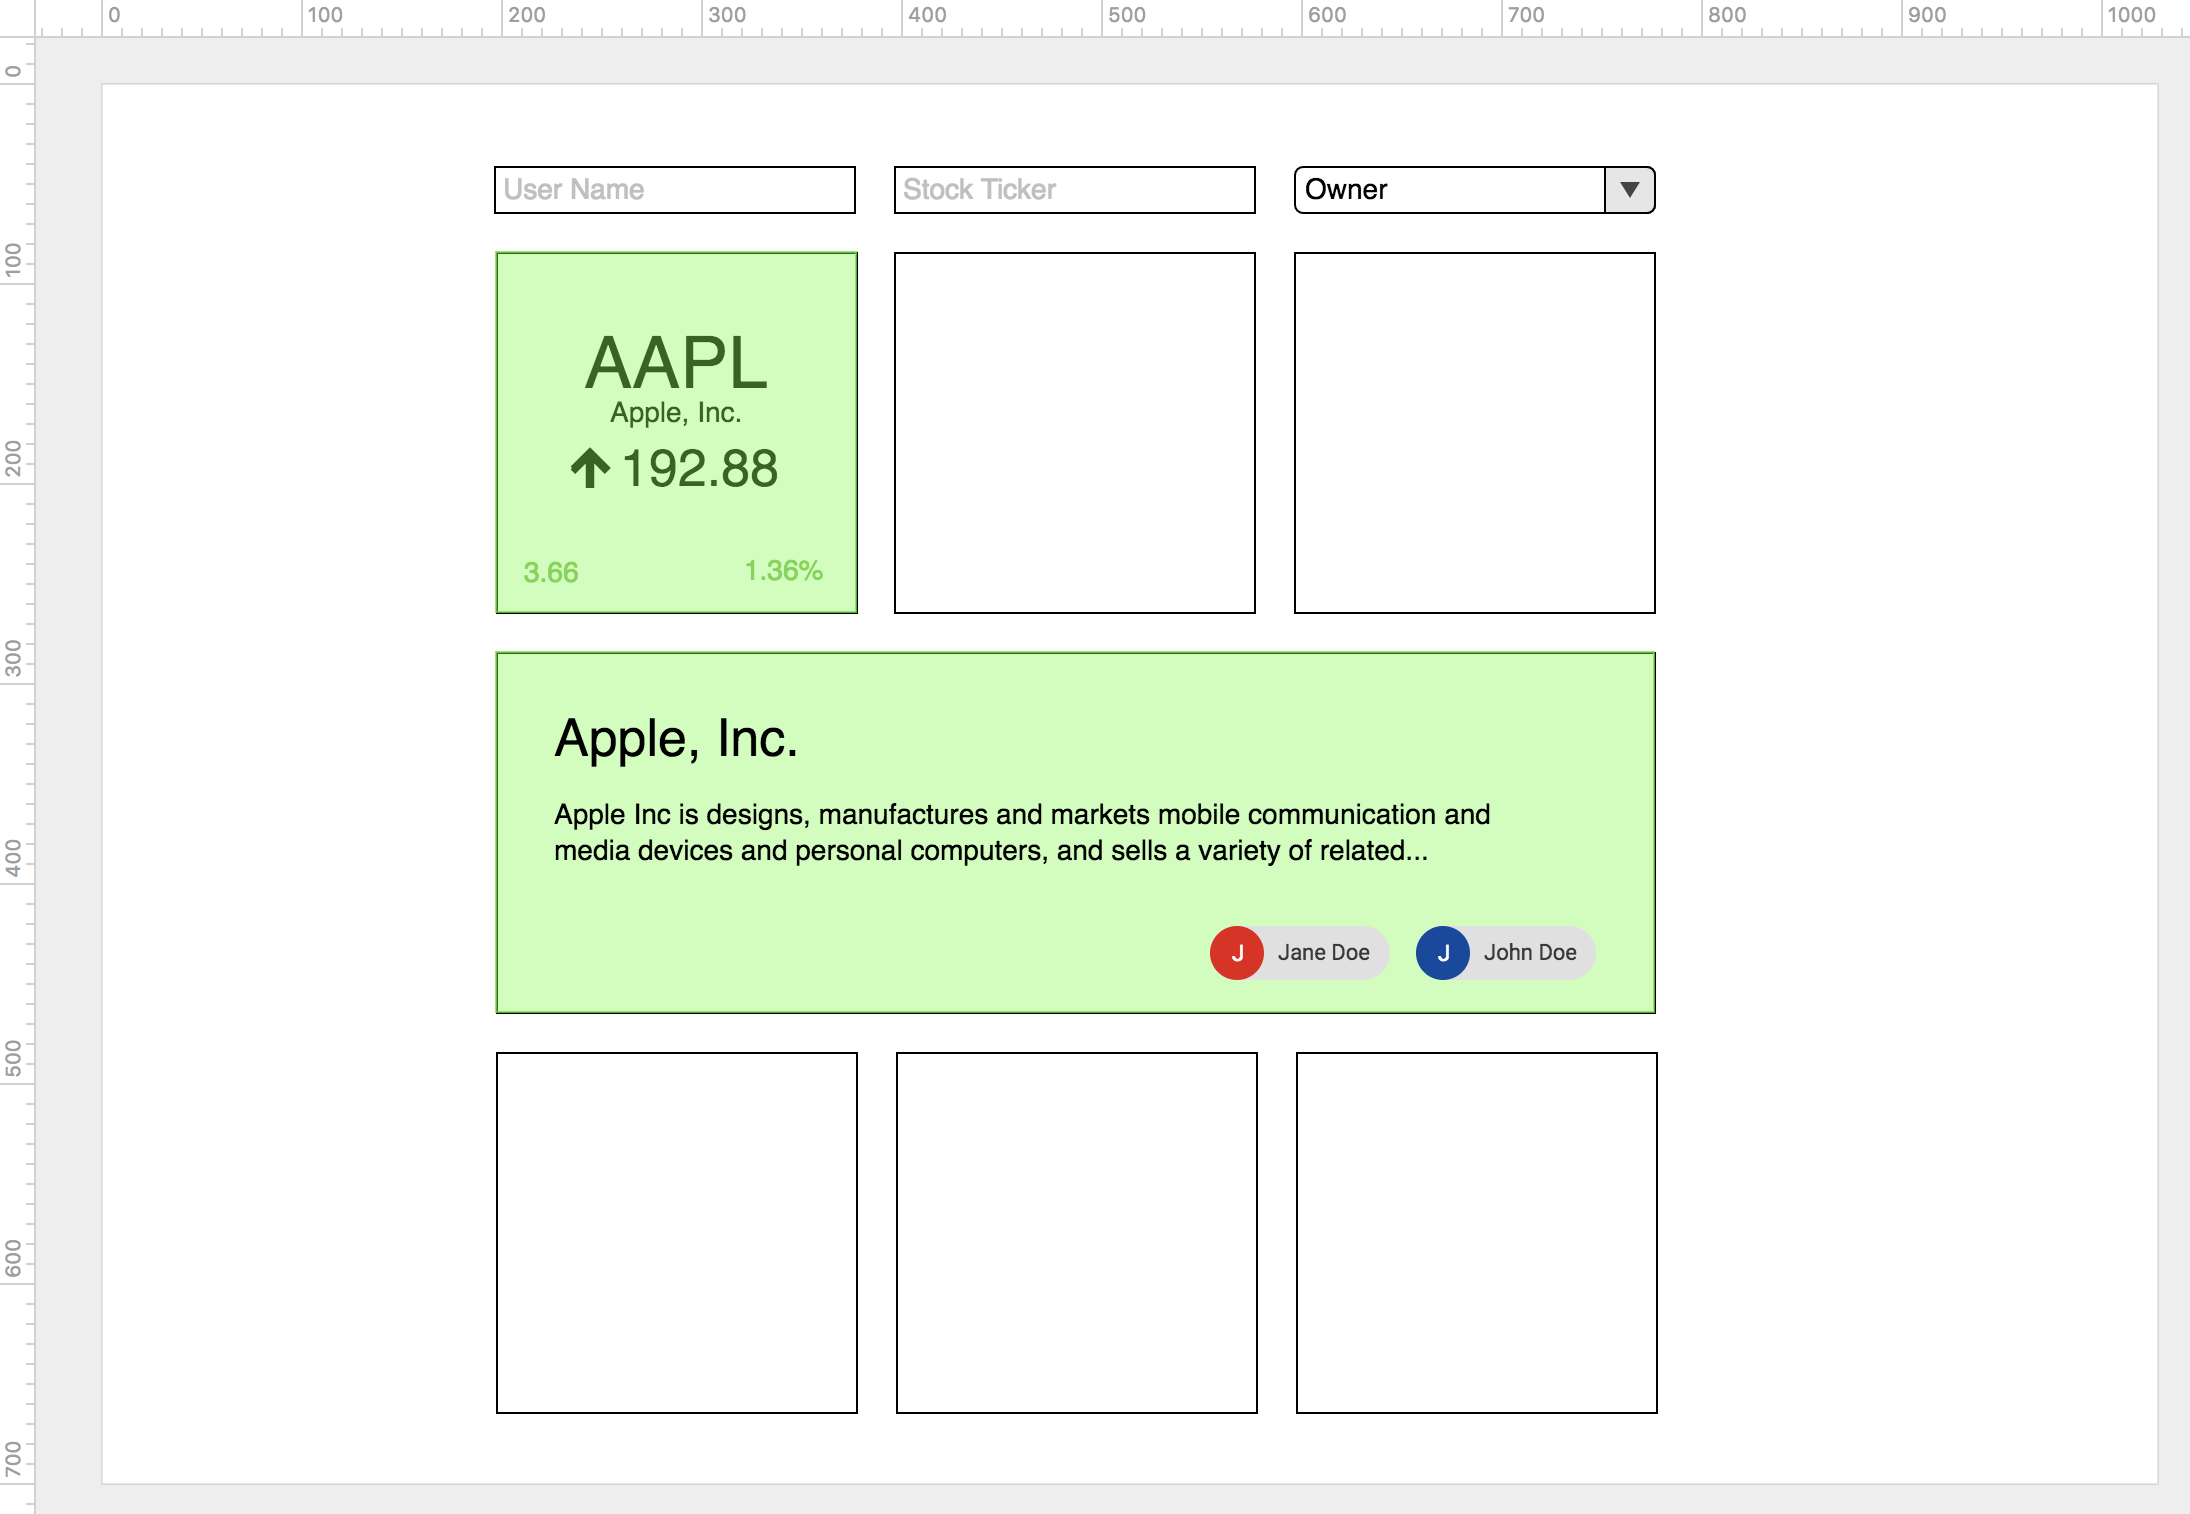 0 100 200 300 400 500 600 700 800 900 1000
0
100
200
300
400
500
600
700
User Name
Stock Ticker
Owner
AAPL
Apple, Inc.
192.88
3.66
1.36%
Apple, Inc.
Apple Inc is designs, manufactures and markets mobile communication and
media devices and personal computers, and sells a variety of related...
J Jane Doe
J John Doe